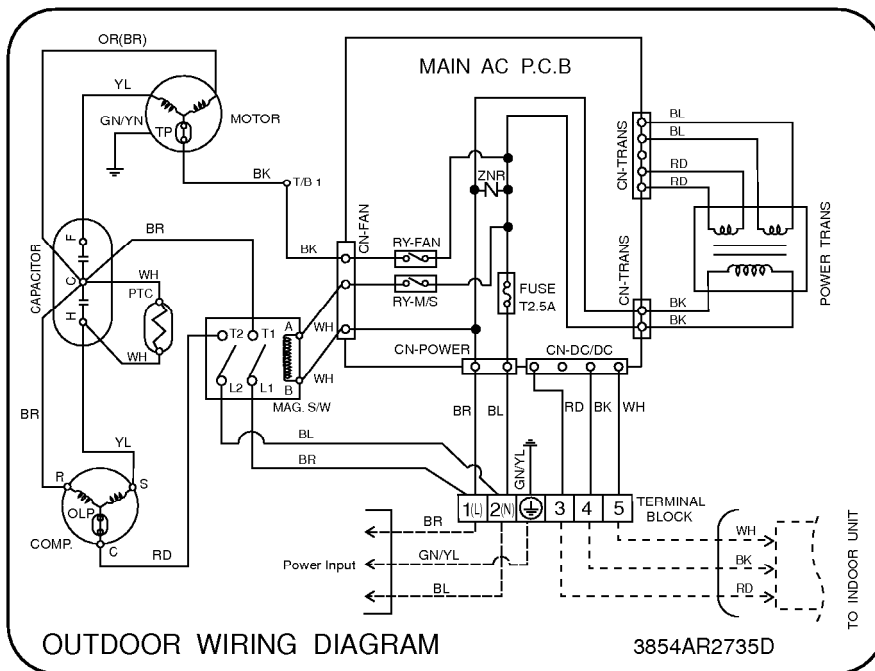 OR(BR)
MAIN AC P.C.B
YL
GN/YN
TP
MOTOR
BK
T/B 1
ZNR
CN-TRANS
BL
BL
RD
RD
CN-FAN
BR
BK
RY-FAN
RY-M/S
FUSE
T2.5A
CN-TRANS
BK
BK
POWER TRANS
CAPACITOR
F
C
H
WH
PTC
WH
T2
T1
A
WH
L2
L1
B
WH
MAG. S/W
CN-POWER
CN-DC/DC
BR
BL
RD
BK
WH
BR
BL
BR
GN/YL
YL
R
S
OLP
COMP.
C
RD
1(L)
2(N)
3
4
5
TERMINAL
BLOCK
BR
Power Input
GN/YL
BL
WH
BK
RD
TO INDOOR UNIT
OUTDOOR WIRING DIAGRAM
3854AR2735D